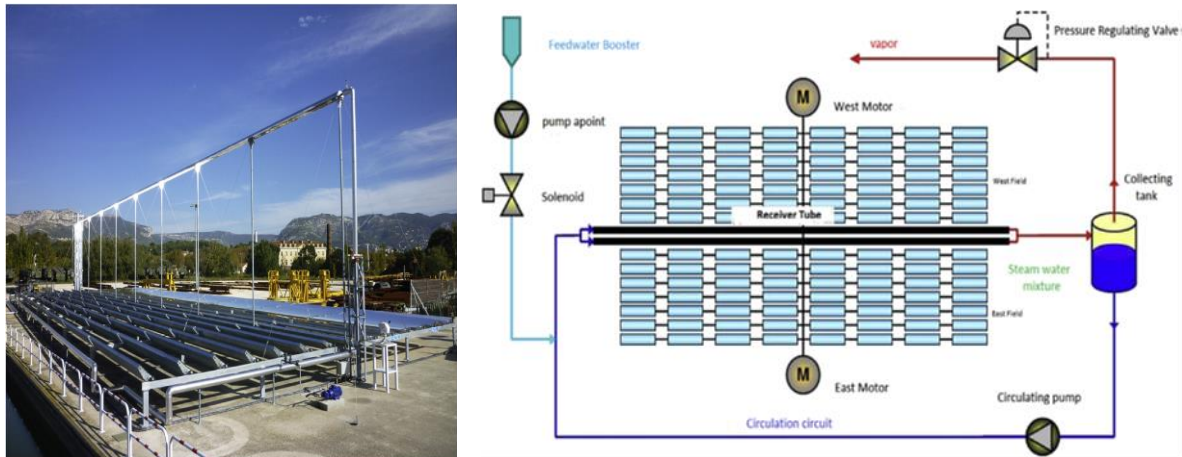 Feedwater Booster
vapor
Pressure Regulating Valve
M
West Motor
pump apoint
West Field
Solenoid
Receiver Tube
Collecting
tank
Steam water
mixture
East Field
M
East Motor
Circulating pump
Circulation circuit